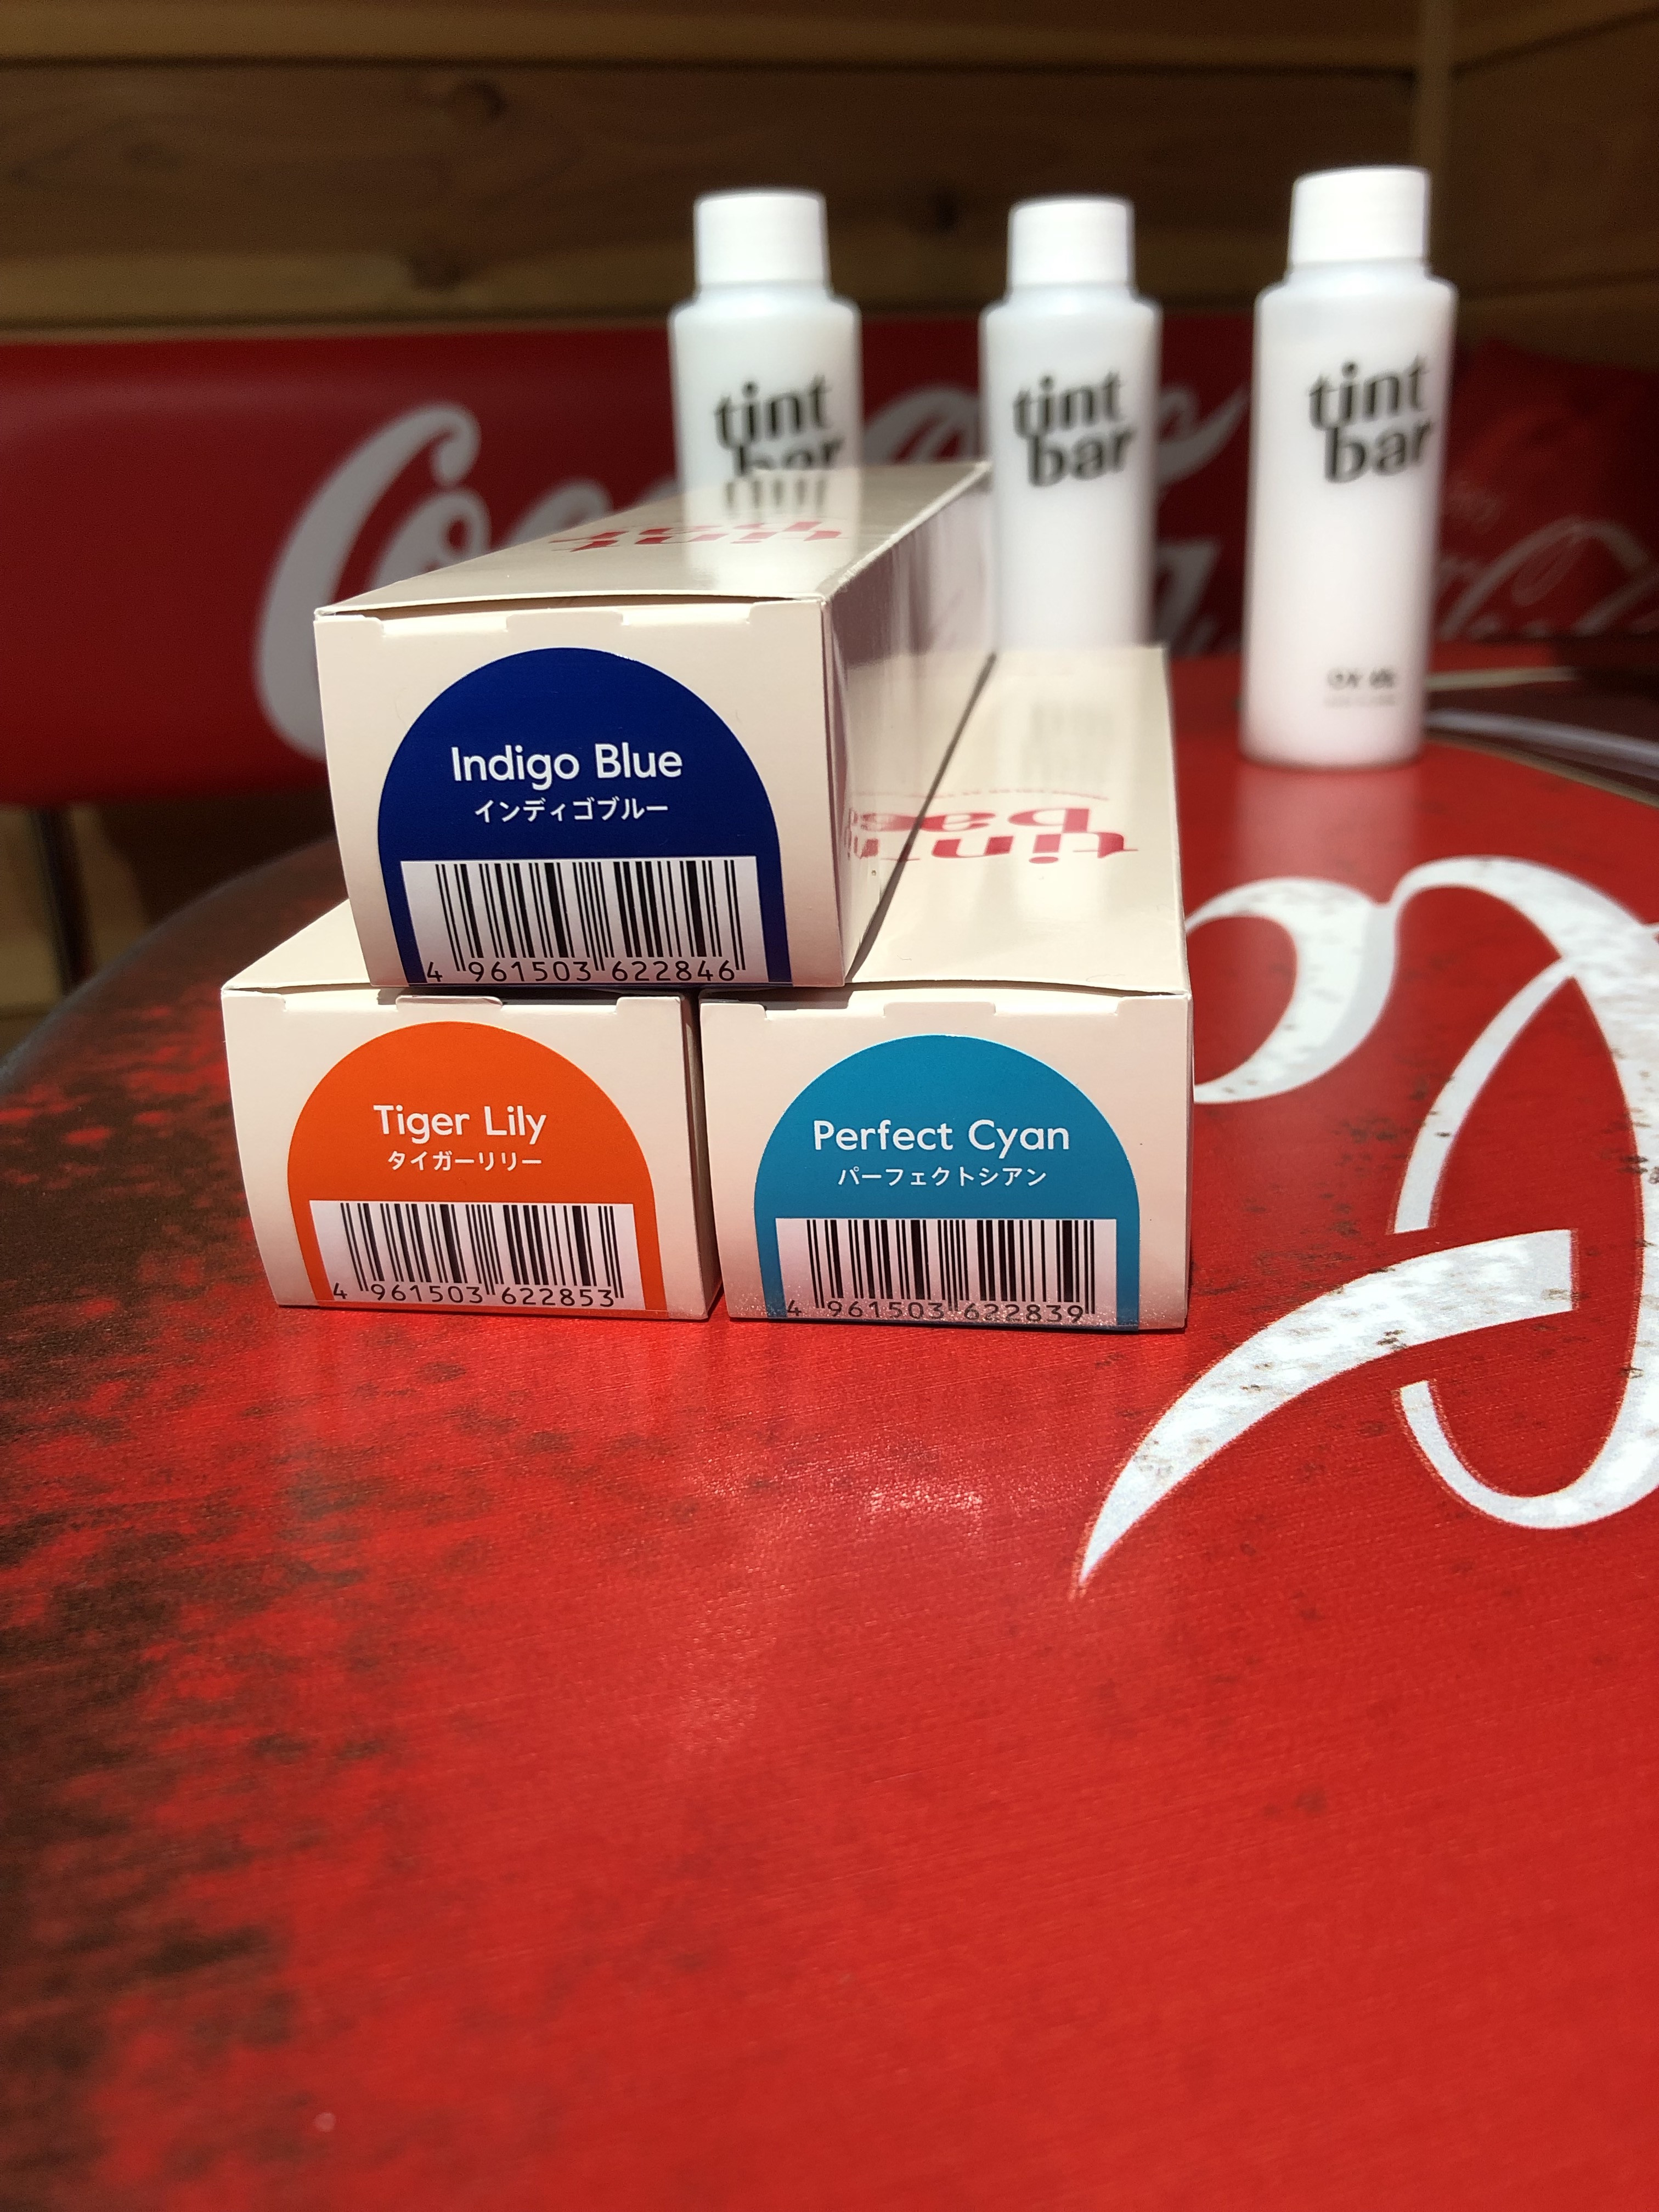 tint
bar
tint
bar
tint
bar
Indigo Blue
インディゴブルー
4 961503 622846
Tiger Lily
タイガーリリー
4 961503 622853
Perfect Cyan
パーフェクトシアン
4 961503 622839